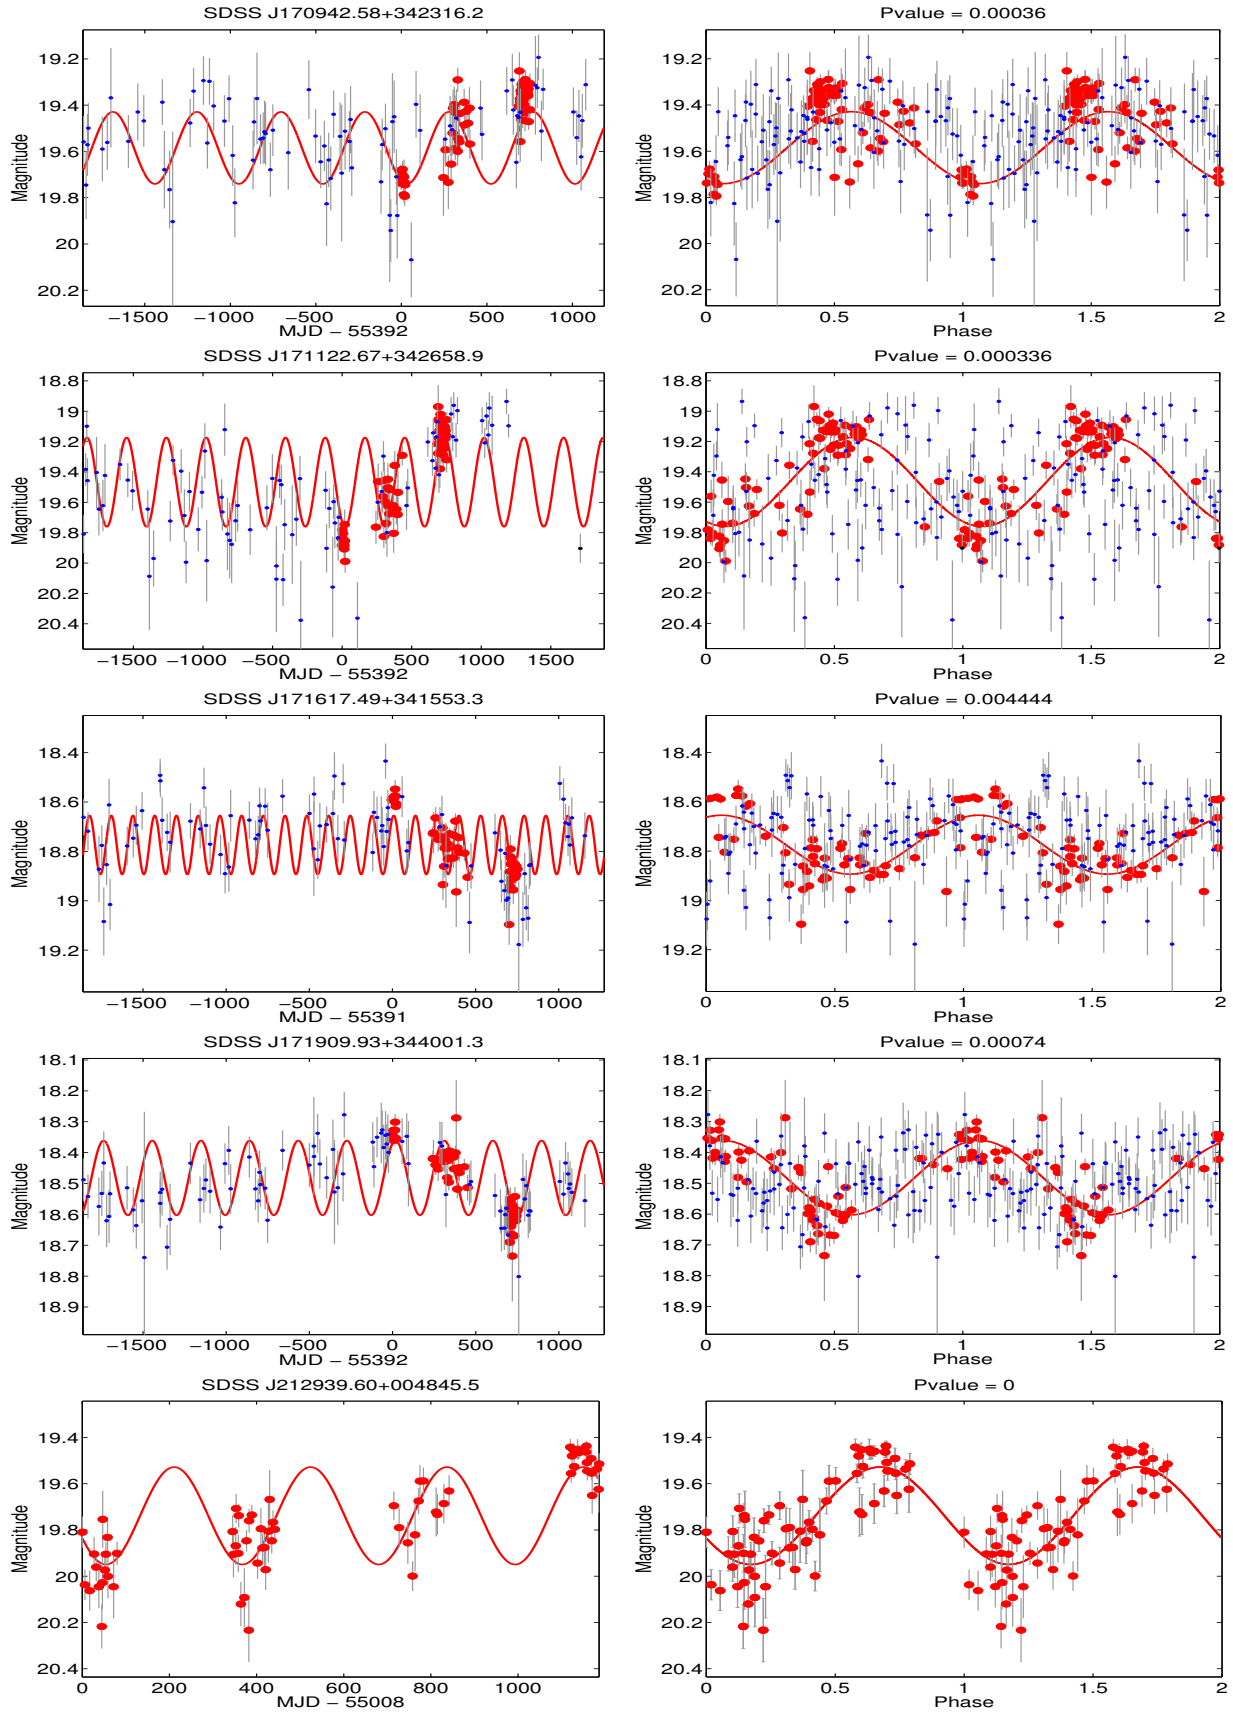 SDSS J170942.58+342316.2
Pvalue = 0.00036
19.2
19.4
19.6
19.8
20
20.2
Magnitude
−1500 −1000 −500 0 500 1000
MJD − 55392
19.2
19.4
19.6
19.8
20
20.2
Magnitude
0 0.5 1 1.5 2
Phase
SDSS J171122.67+342658.9
Pvalue = 0.000336
18.8
19
19.2
19.4
19.6
19.8
20
20.2
20.4
Magnitude
−1500 −1000 −500 0 500 1000 1500
MJD − 55392
18.8
19
19.2
19.4
19.6
19.8
20
20.2
20.4
Magnitude
0 0.5 1 1.5 2
Phase
SDSS J171617.49+341553.3
Pvalue = 0.004444
18.4
18.6
18.8
19
19.2
Magnitude
−1500 −1000 −500 0 500 1000
MJD − 55391
18.4
18.6
18.8
19
19.2
Magnitude
0 0.5 1 1.5 2
Phase
SDSS J171909.93+344001.3
Pvalue = 0.00074
18.1
18.2
18.3
18.4
18.5
18.6
18.7
18.8
18.9
Magnitude
−1500 −1000 −500 0 500 1000
MJD − 55392
18.1
18.2
18.3
18.4
18.5
18.6
18.7
18.8
18.9
Magnitude
0 0.5 1 1.5 2
Phase
SDSS J212939.60+004845.5
Pvalue = 0
19.4
19.6
19.8
20
20.2
20.4
Magnitude
0 200 400 600 800 1000
MJD − 55008
19.4
19.6
19.8
20
20.2
20.4
Magnitude
0 0.5 1 1.5 2
Phase